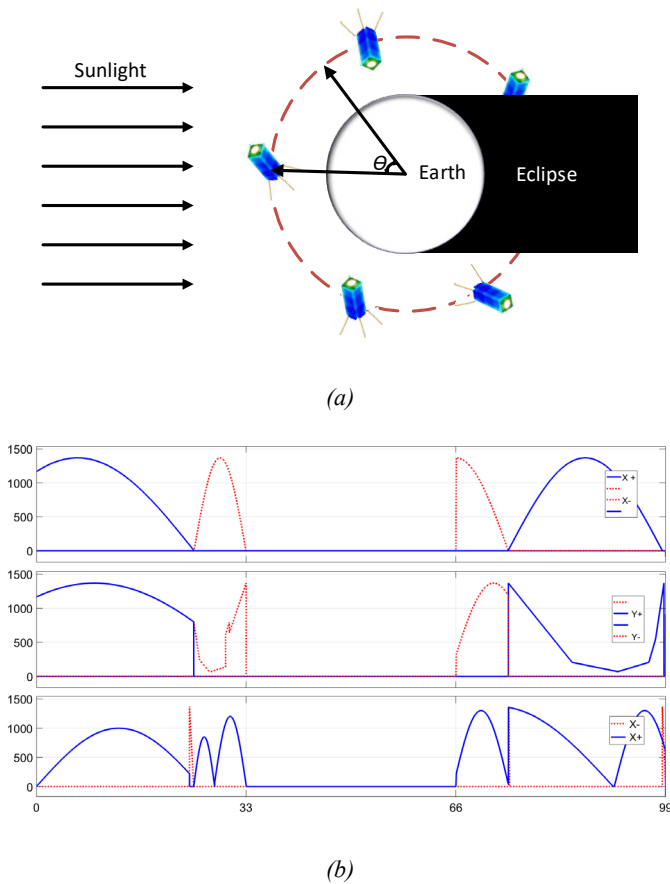 Sunlight
ϴ
Earth
Eclipse
(a)
1500
1000
500
0
X +
X-
1500
1000
500
0
Y+
Y-
1500
1000
500
0
X-
X+
0 33 66 99
(b)